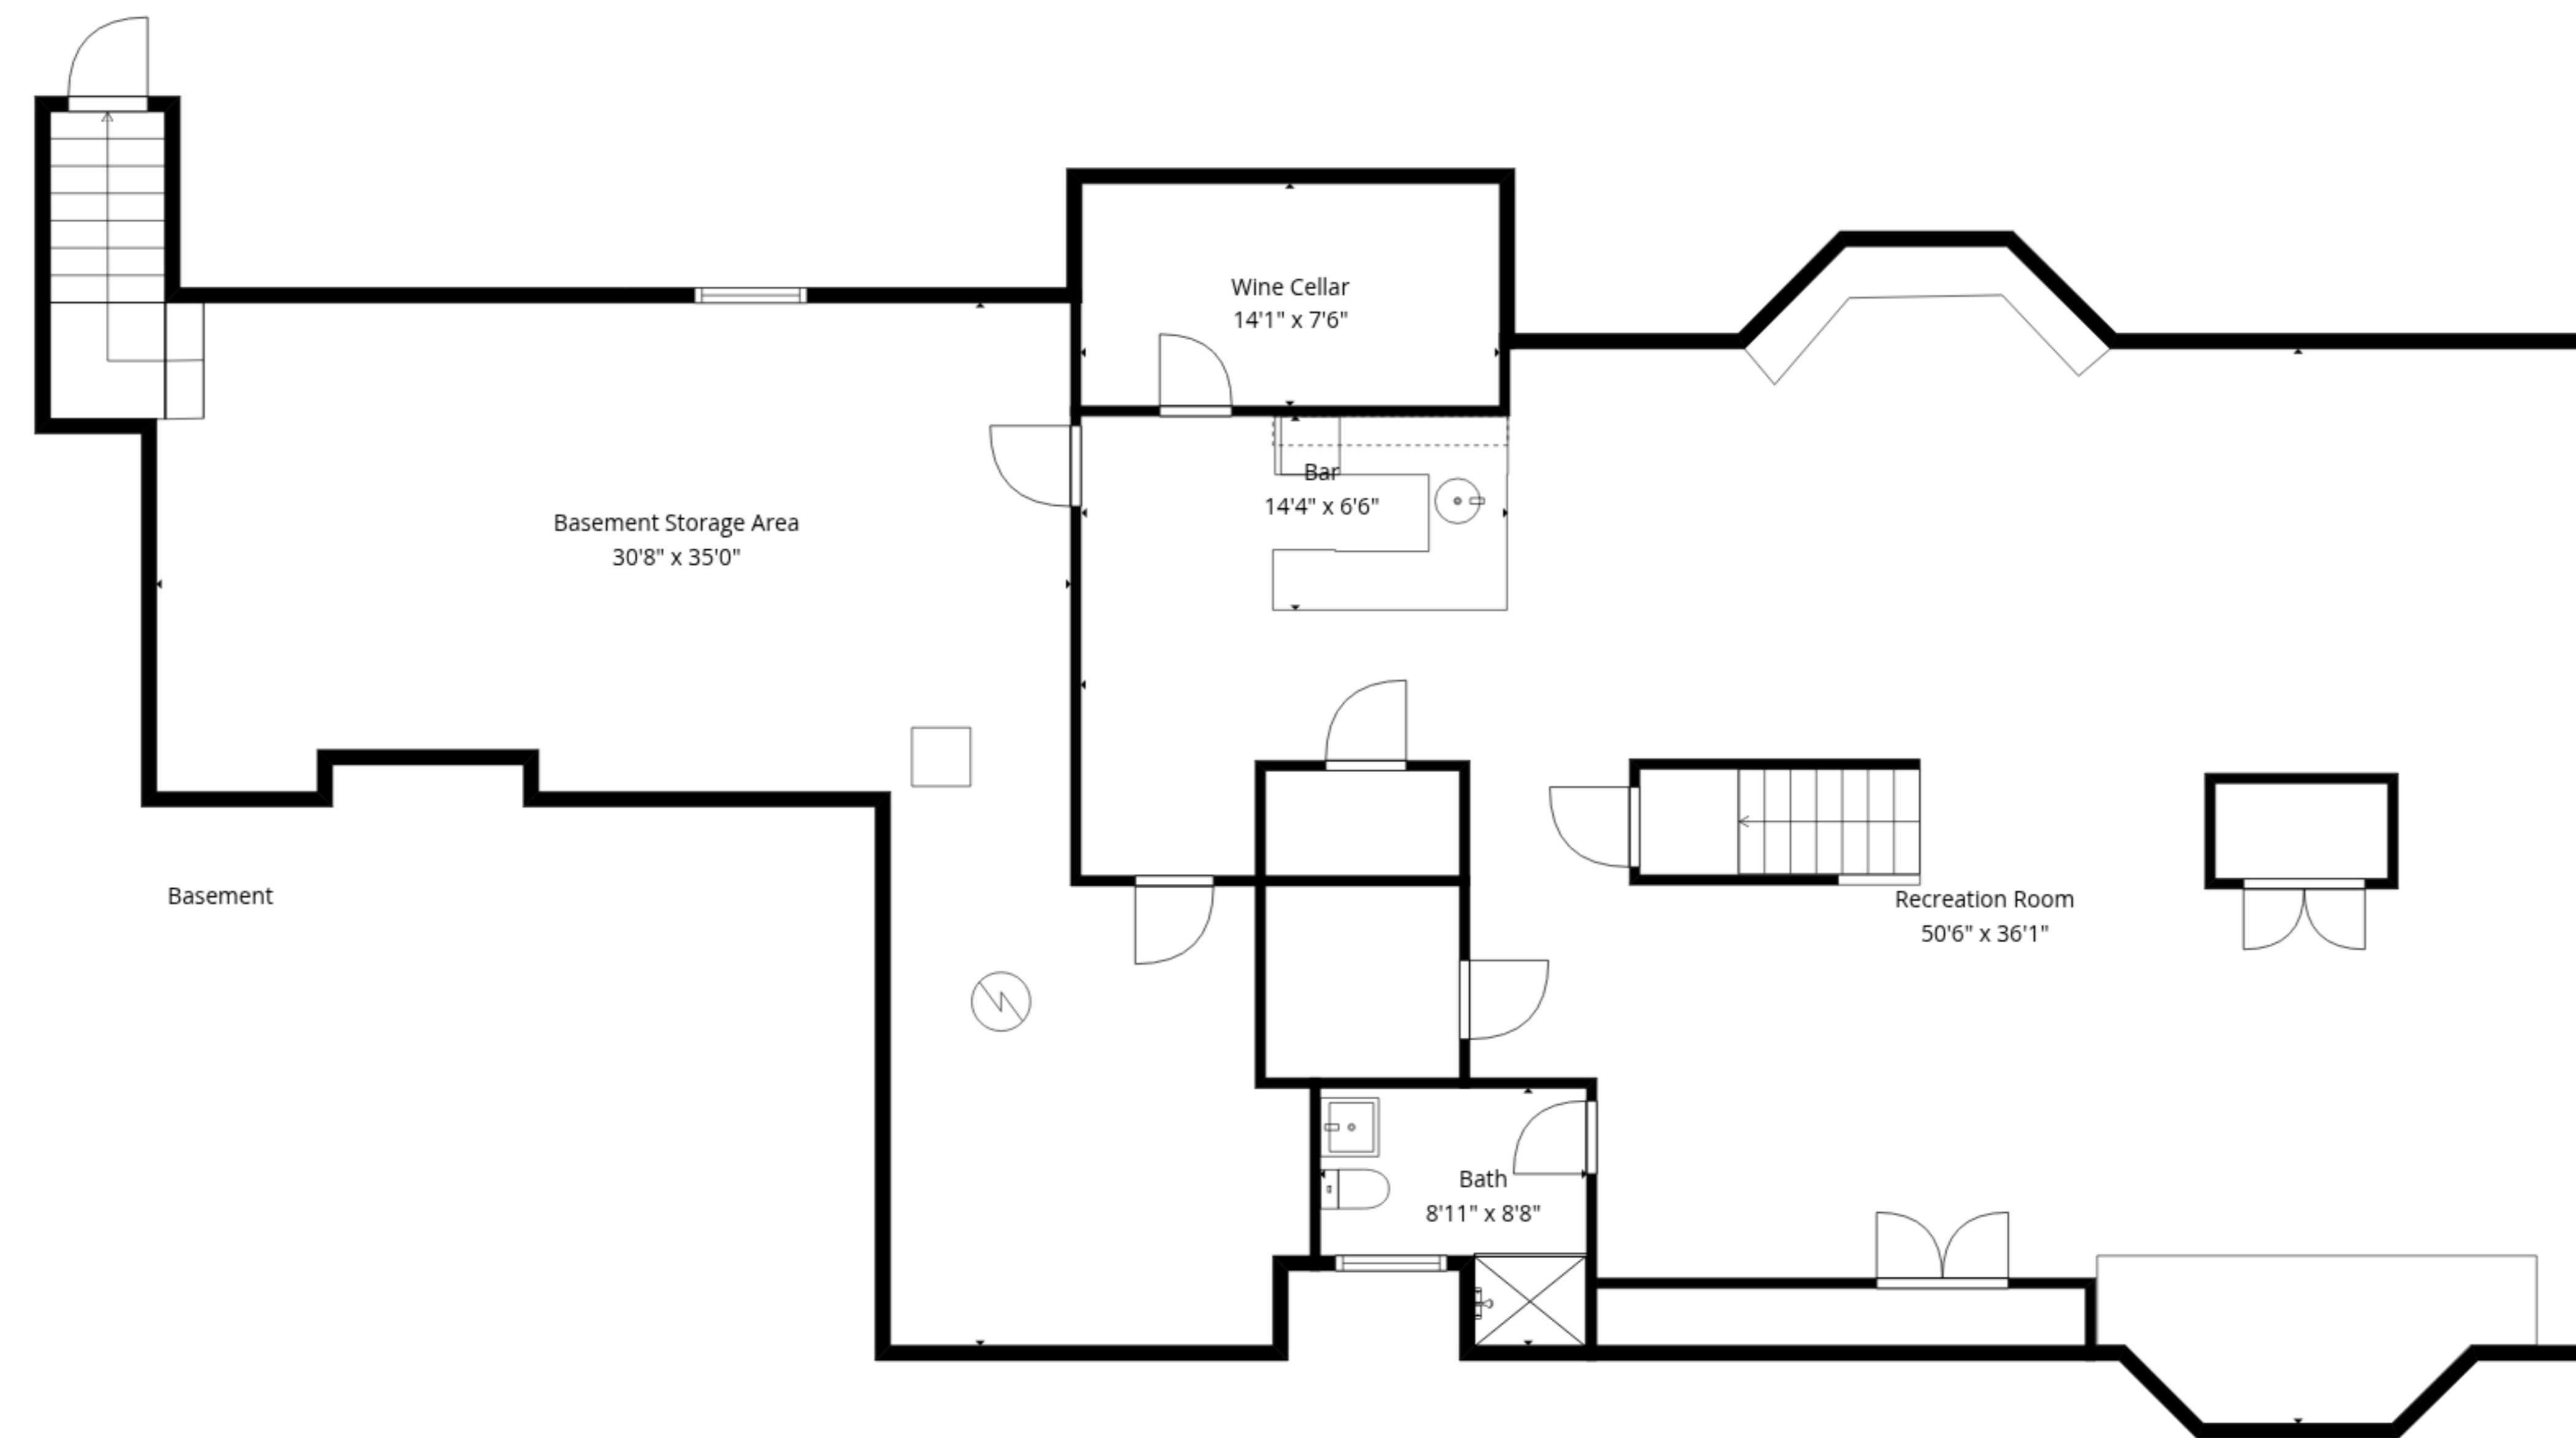 Wine Cellar
14'1" x 7'6"
Bar
14'4" x 6'6"
Basement Storage Area
30'8" x 35'0"
Basement
Recreation Room
50'6" x 36'1"
Bath
8'11" x 8'8"